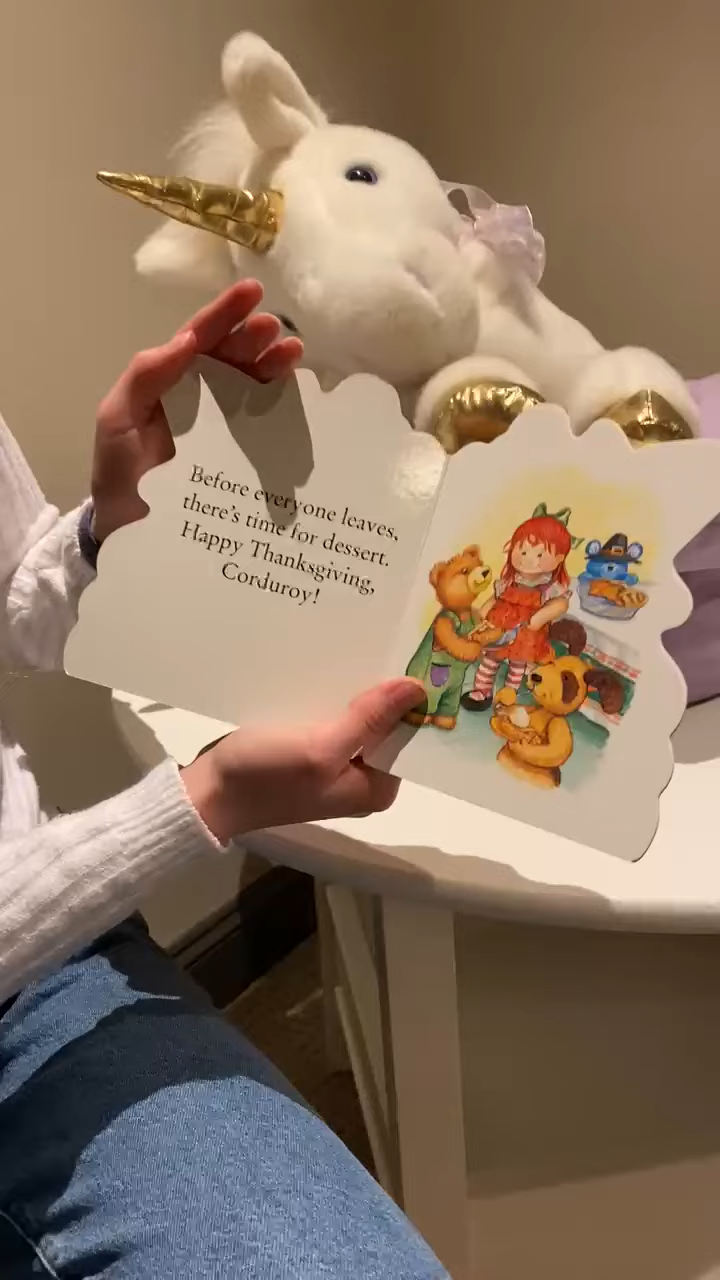 Before everyone leaves,
there's time for dessert.
Happy Thanksgiving,
Corduroy!